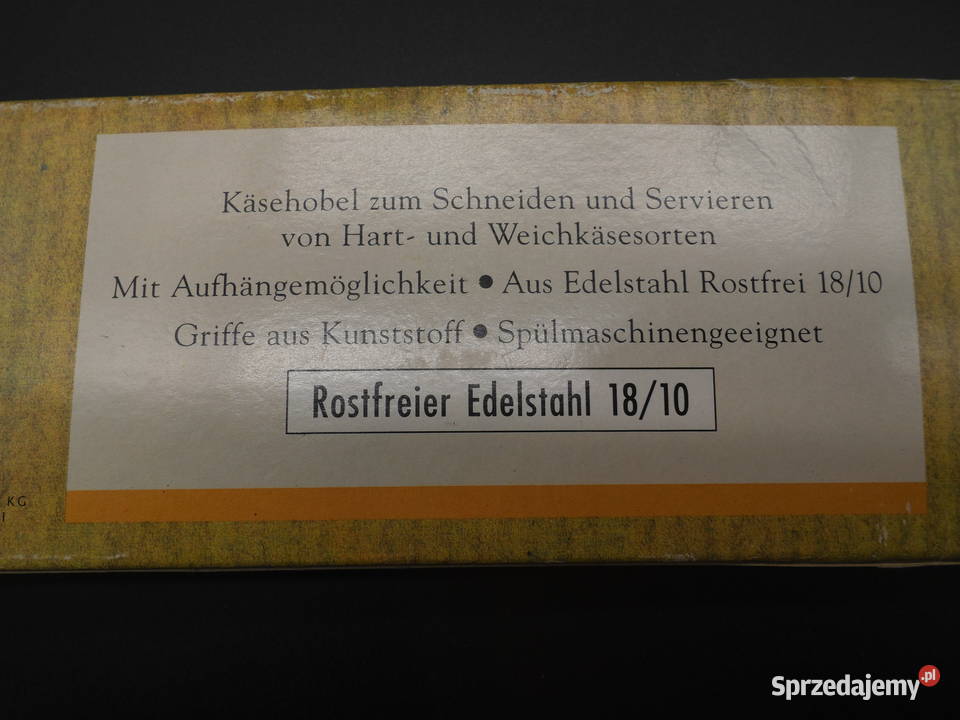 Käsehobel zum Schneiden und Servieren
von Hart- und Weichkäsesorten
Mit Aufhängemöglichkeit ● Aus Edelstahl Rostfrei 18/10
Griffe aus Kunststoff ● Spülmaschinengeeignet
Rostfreier Edelstahl 18/10
KG
Sprzedajemy.pl